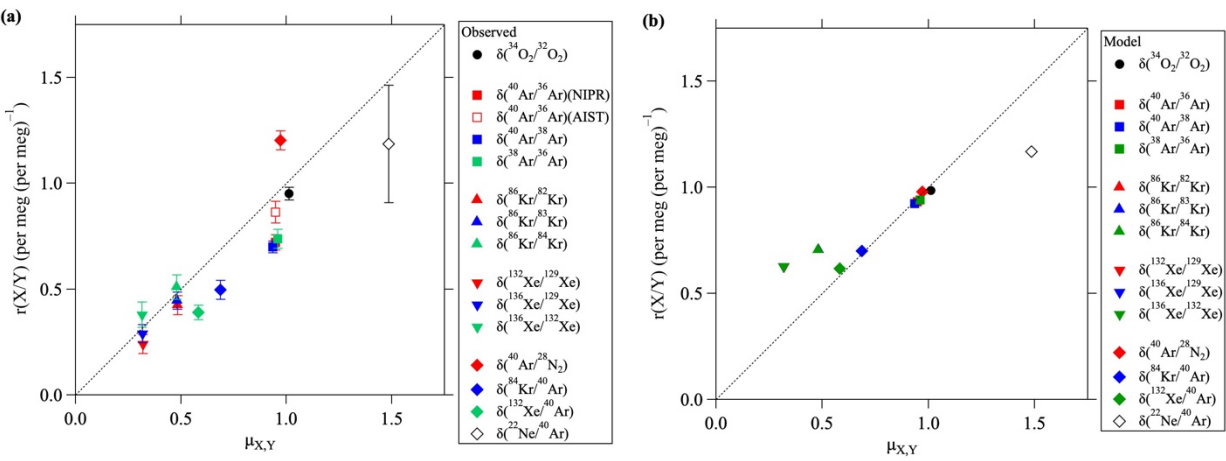 (a)
1.5
1.0
0.5
0.0
0.0 0.5 1.0 1.5
r(X/Y) (per meg (per meg)⁻¹)
μX,Y
Observed
δ(³⁴O₂/³²O₂)
δ(⁴⁰Ar/³⁶Ar)(NIPR)
δ(⁴⁰Ar/³⁶Ar)(AIST)
δ(⁴⁰Ar/³⁸Ar)
δ(³⁸Ar/³⁶Ar)
δ(⁸⁶Kr/⁸²Kr)
δ(⁸⁶Kr/⁸³Kr)
δ(⁸⁶Kr/⁸⁴Kr)
δ(¹³²Xe/¹²⁹Xe)
δ(¹³⁶Xe/¹²⁹Xe)
δ(¹³⁶Xe/¹³²Xe)
δ(⁴⁰Ar/²⁸N₂)
δ(⁸⁴Kr/⁴⁰Ar)
δ(¹³²Xe/⁴⁰Ar)
δ(²²Ne/⁴⁰Ar)
(b)
1.5
1.0
0.5
0.0
0.0 0.5 1.0 1.5
r(X/Y) (per meg (per meg)⁻¹)
μX,Y
Model
δ(³⁴O₂/³²O₂)
δ(⁴⁰Ar/³⁶Ar)
δ(⁴⁰Ar/³⁸Ar)
δ(³⁸Ar/³⁶Ar)
δ(⁸⁶Kr/⁸²Kr)
δ(⁸⁶Kr/⁸³Kr)
δ(⁸⁶Kr/⁸⁴Kr)
δ(¹³²Xe/¹²⁹Xe)
δ(¹³⁶Xe/¹²⁹Xe)
δ(¹³⁶Xe/¹³²Xe)
δ(⁴⁰Ar/²⁸N₂)
δ(⁸⁴Kr/⁴⁰Ar)
δ(¹³²Xe/⁴⁰Ar)
δ(²²Ne/⁴⁰Ar)